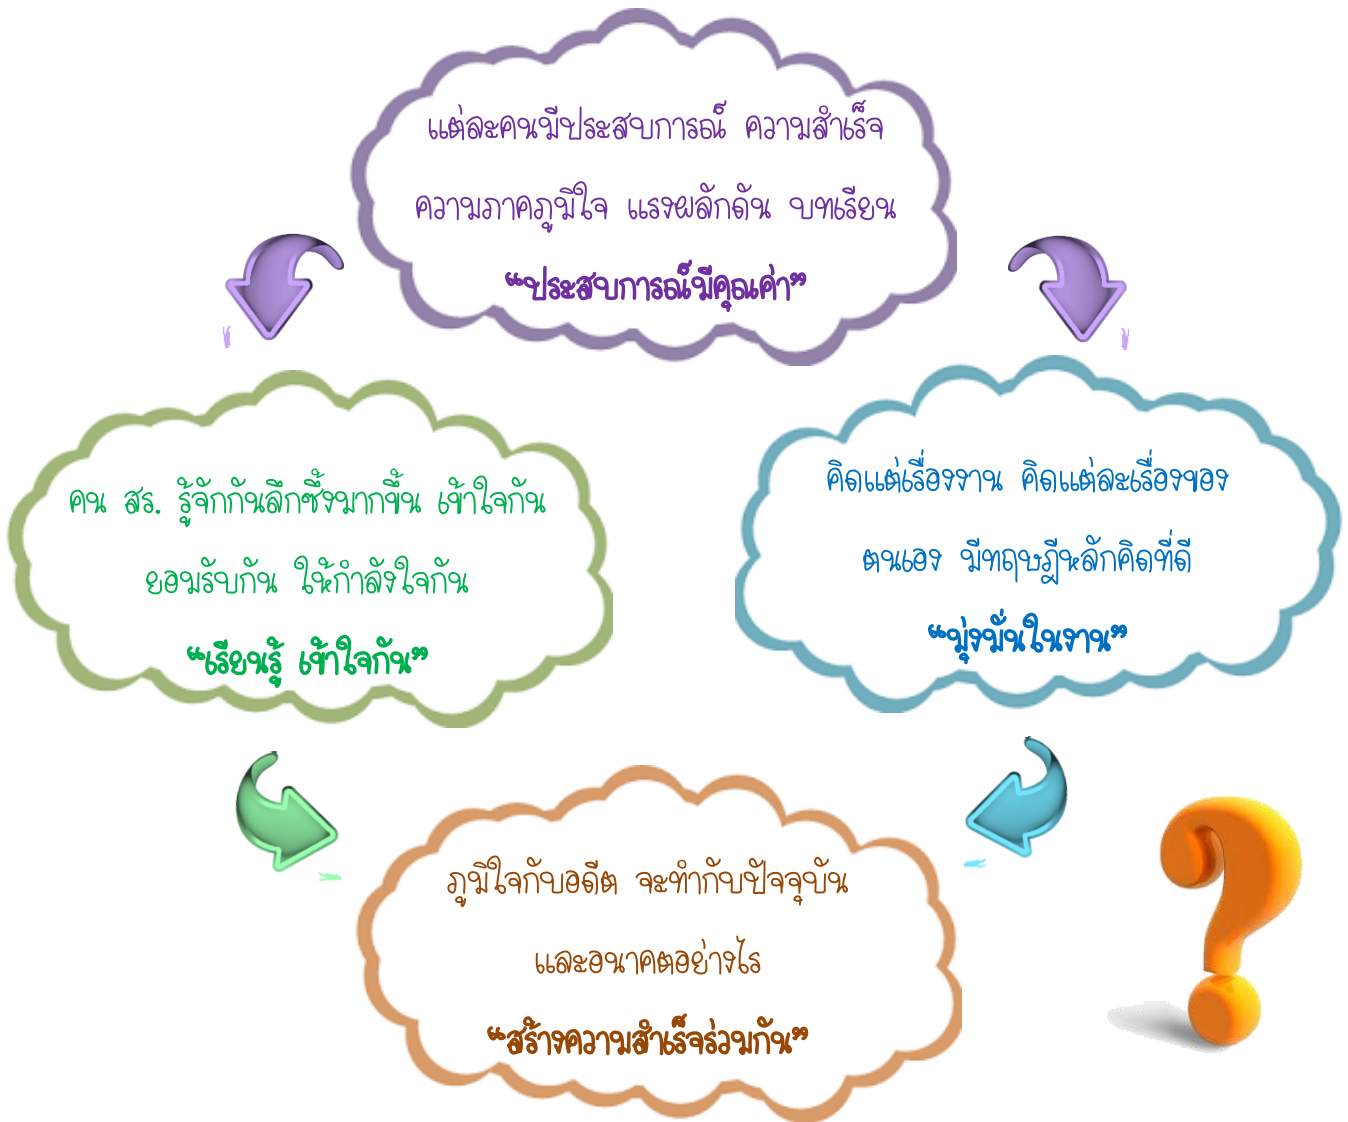 แต่ละคนมีประสบการณ์ ความสำเร็จ
ความภาคภูมิใจ แรงผลักดัน บทเรียน
“ประสบการณ์มีคุณค่า”
คน สร. รู้จักกันลึกซึ้งมากขึ้น เข้าใจกัน
ยอมรับกัน ให้กำลังใจกัน
“เรียนรู้ เข้าใจกัน”
คิดแต่เรื่องงาน คิดแต่ละเรื่องของ
ตนเอง มีทฤษฎีหลักคิดที่ดี
“มุ่งมั่นในงาน”
ภูมิใจกับอดีต จะทำกับปัจจุบัน
และอนาคตอย่างไร
“สร้างความสำเร็จร่วมกัน”